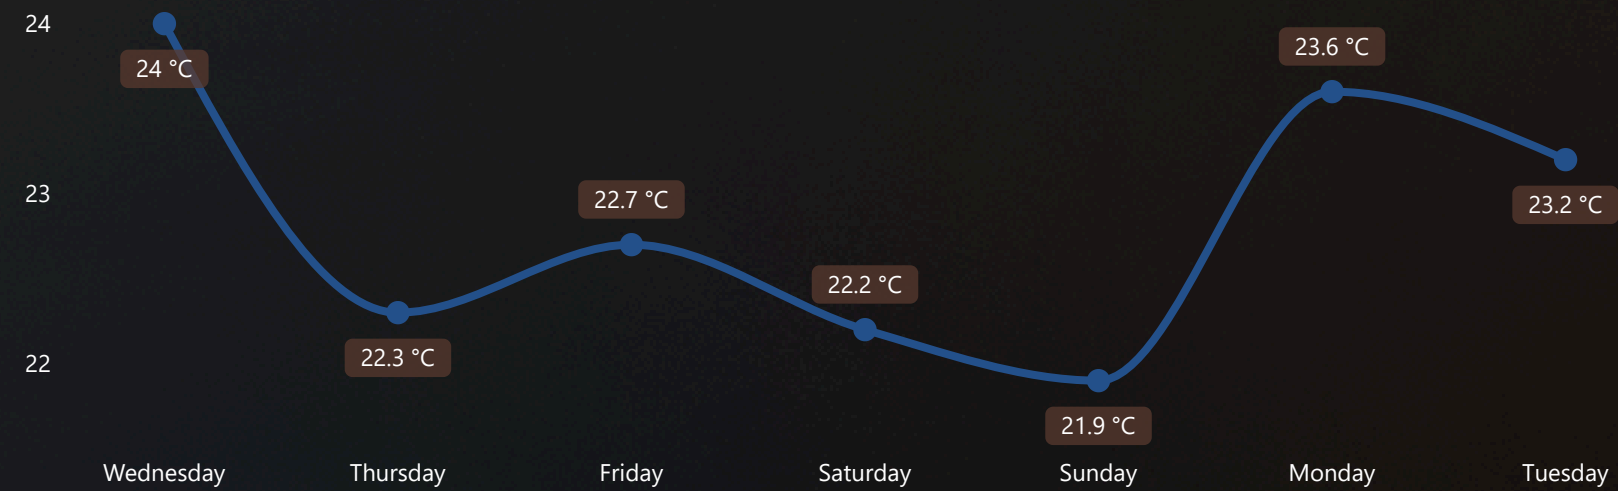 24
24 °C
23.6 °C
23
22.7 °C
23.2 °C
22.2 °C
22
22.3 °C
21.9 °C
Wednesday Thursday Friday Saturday Sunday Monday Tuesday